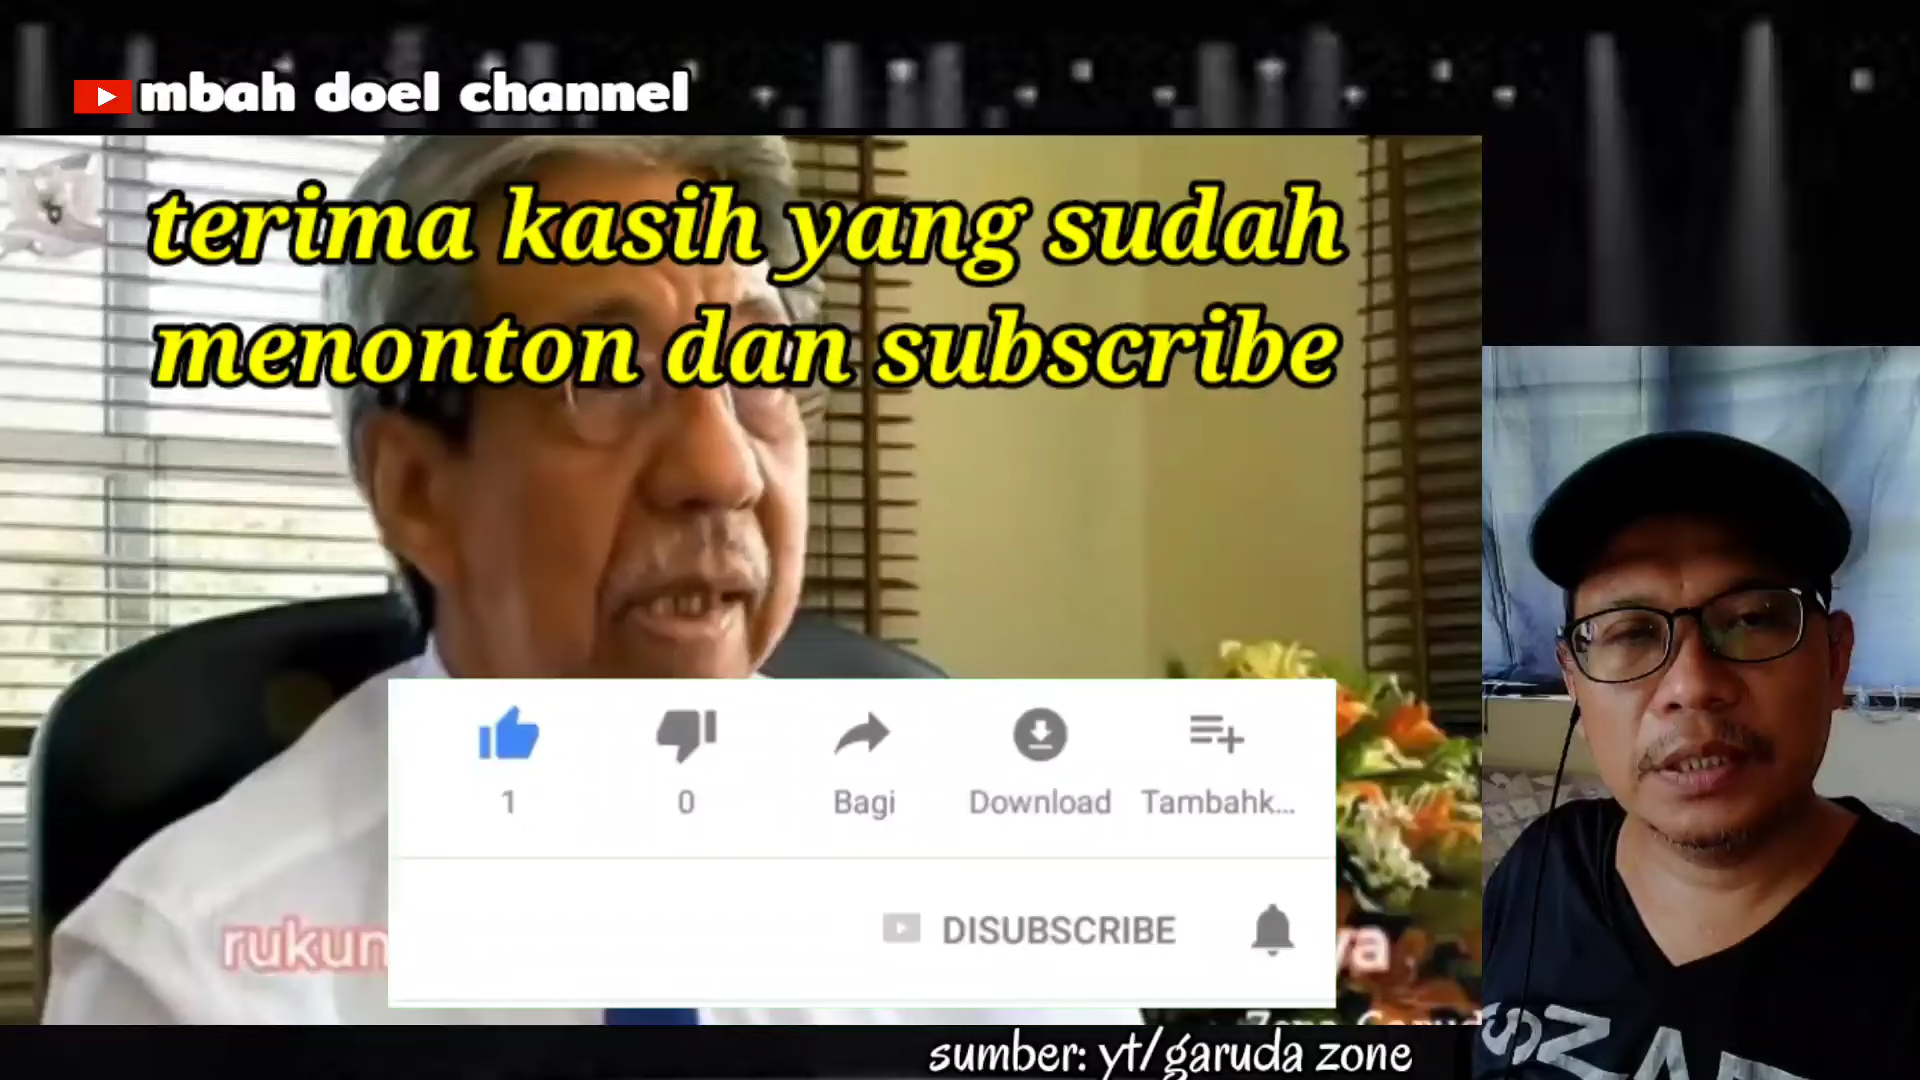 mbah doel channel
terima kasih yang sudah
menonton dan subscribe
1 0 Bagi Download Tambahk...
DISUBSCRIBE
rukun
ya
sumber: yt/garuda zone